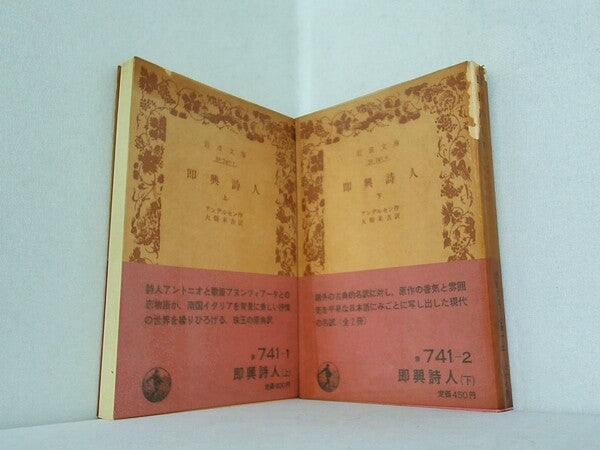 岩波文庫
即興詩人
上
アンデルセン作
大畑末吉訳
詩人アントニオと歌姫アヌンツィアータとの
恋物語が、南国イタリアを背景に美しい抒情
の世界を繰りひろげる、珠玉の原典訳
赤 741-1
即興詩人(上)
定価400円
岩波文庫
即興詩人
下
アンデルセン作
大畑末吉訳
鷗外の古典的名訳に対し、原作の香気と雰囲
気を平易な日本語にみごとに写し出した現代
の名訳(全2冊)
赤 741-2
即興詩人(下)
定価450円